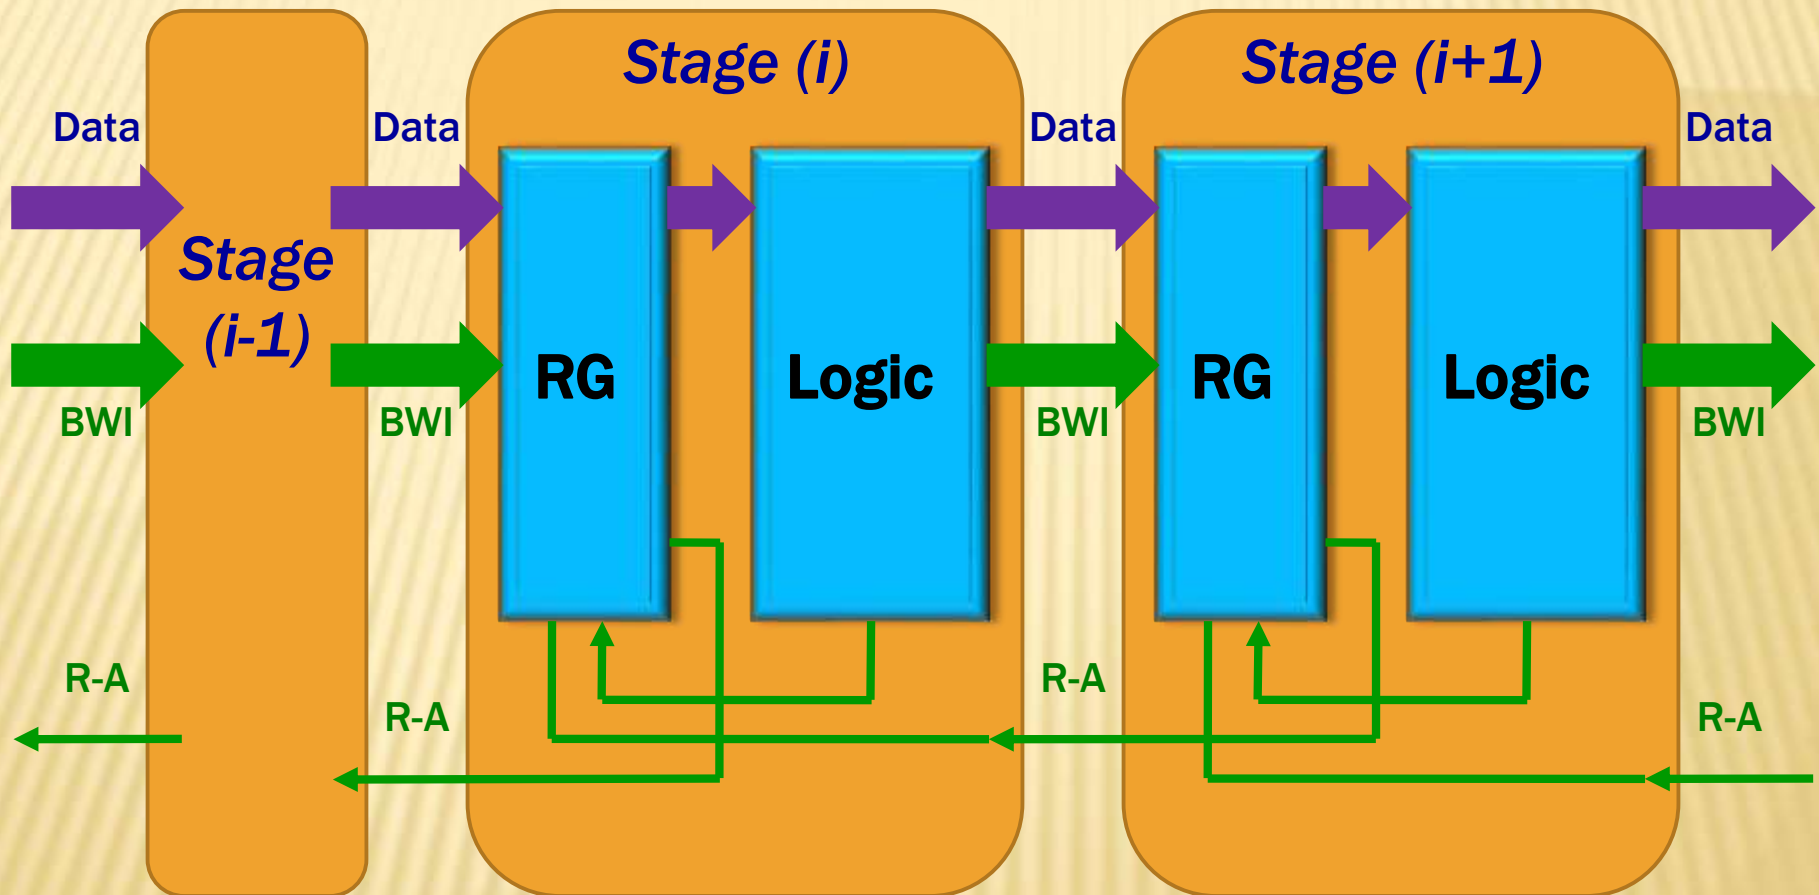 Stage (i)
Stage (i+1)
Data
Data
Data
Data
Stage
(i-1)
RG
Logic
RG
Logic
BWI
BWI
BWI
BWI
R-A
R-A
R-A
R-A